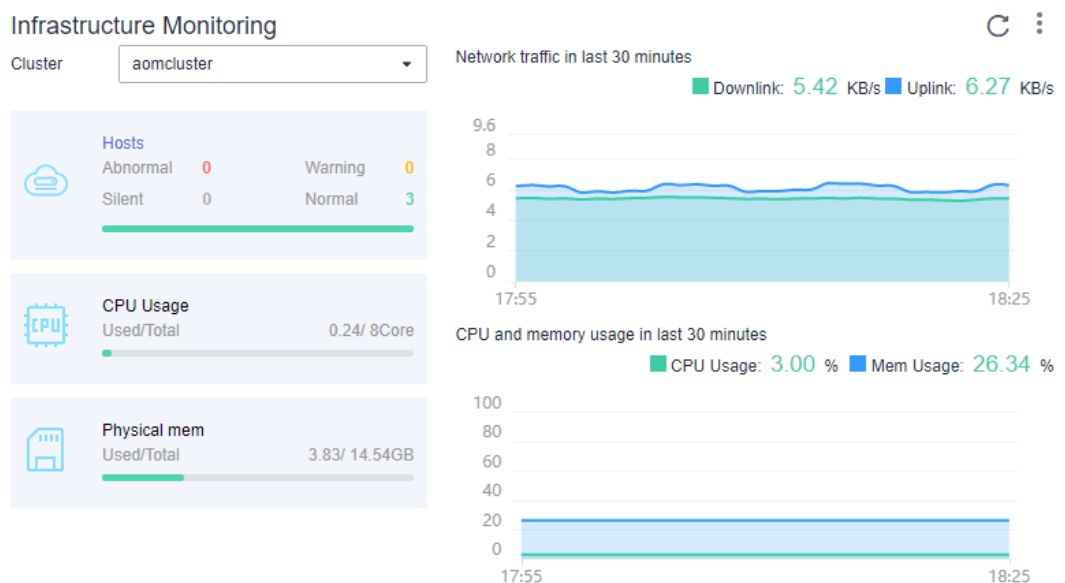 Infrastructure Monitoring
Cluster aomcluster
Hosts
Abnormal 0 Warning 0
Silent 0 Normal 3
CPU
CPU Usage
Used/Total 0.24/ 8Core
Physical mem
Used/Total 3.83/ 14.54GB
Network traffic in last 30 minutes
Downlink: 5.42 KB/s Uplink: 6.27 KB/s
9.6
8
6
4
2
0
17:55 18:25
CPU and memory usage in last 30 minutes
CPU Usage: 3.00 % Mem Usage: 26.34 %
100
80
60
40
20
0
17:55 18:25